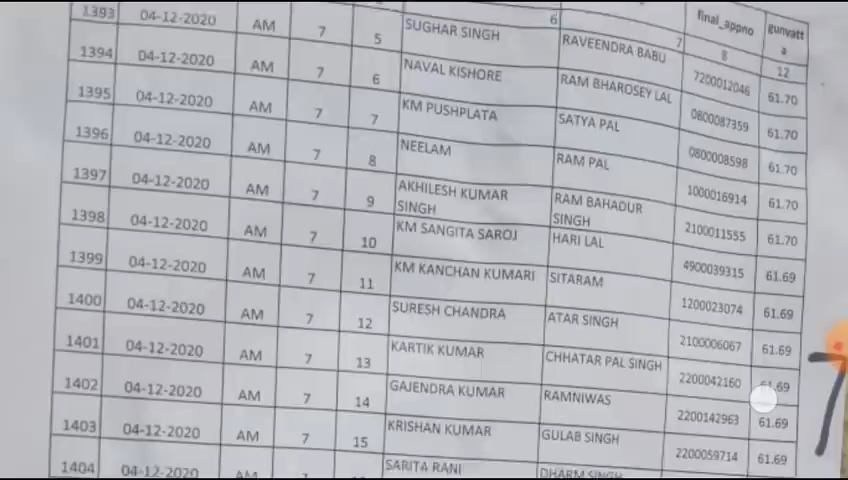 final_appno gunvatt
a
6 7 8 12
1393 04-12-2020 AM 7 5 SUGHAR SINGH RAVEENDRA BABU 7200012046 61.70
1394 04-12-2020 AM 7 6 NAVAL KISHORE RAM BHAROSEY LAL 0800087359 61.70
1395 04-12-2020 AM 7 7 KM PUSHPLATA SATYA PAL 0800008598 61.70
1396 04-12-2020 AM 7 8 NEELAM RAM PAL 1000016914 61.70
1397 04-12-2020 AM 7 9 AKHILESH KUMAR RAM BAHADUR 2100011555 61.70
SINGH SINGH
1398 04-12-2020 AM 7 10 KM SANGITA SAROJ HARI LAL 4900039315 61.69
1399 04-12-2020 AM 7 11 KM KANCHAN KUMARI SITARAM 1200023074 61.69
1400 04-12-2020 AM 7 12 SURESH CHANDRA ATAR SINGH 2100006067 61.69
1401 04-12-2020 AM 7 13 KARTIK KUMAR CHHATAR PAL SINGH 2200042160 61.69
1402 04-12-2020 AM 7 14 GAJENDRA KUMAR RAMNIWAS 2200142963 61.69
1403 04-12-2020 AM 7 15 KRISHAN KUMAR GULAB SINGH 2200059714 61.69
1404 04-12-2020 AM SARITA RANI DHARM SINGH